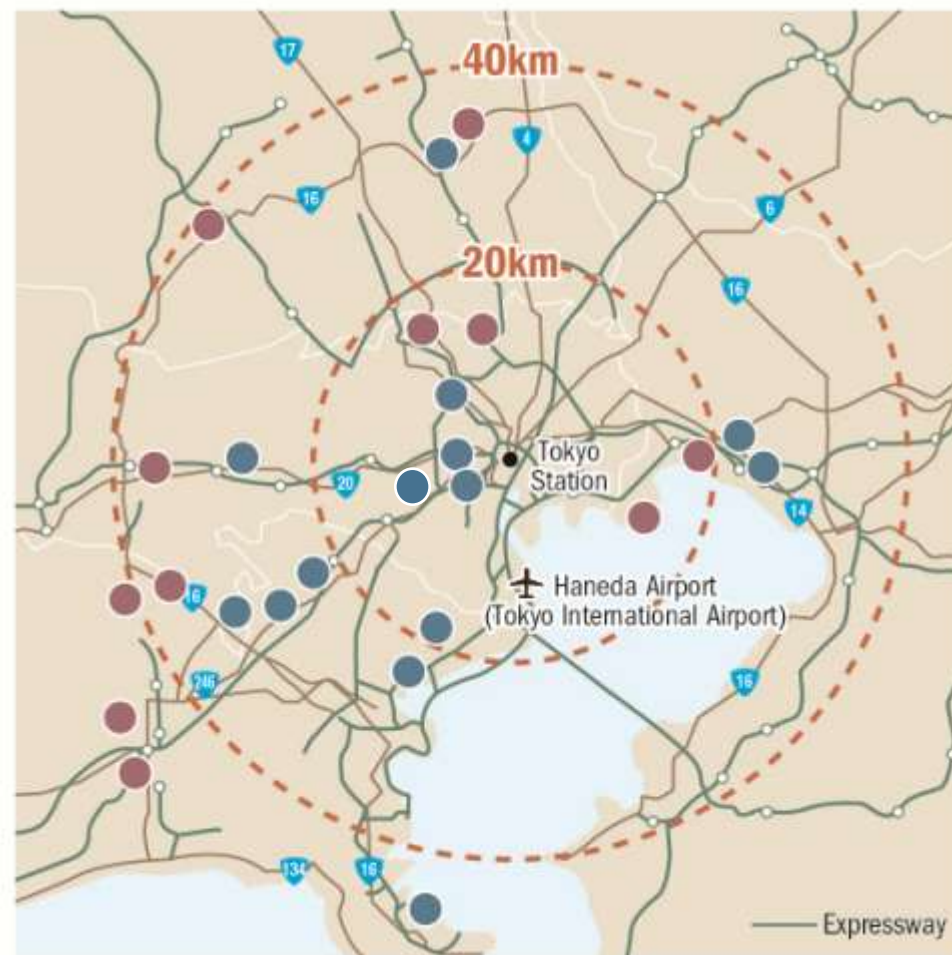 40km
17
4
16
6
20km
16
Tokyo
Station
20
14
Haneda Airport
(Tokyo International Airport)
16
246
16
134
16
Expressway